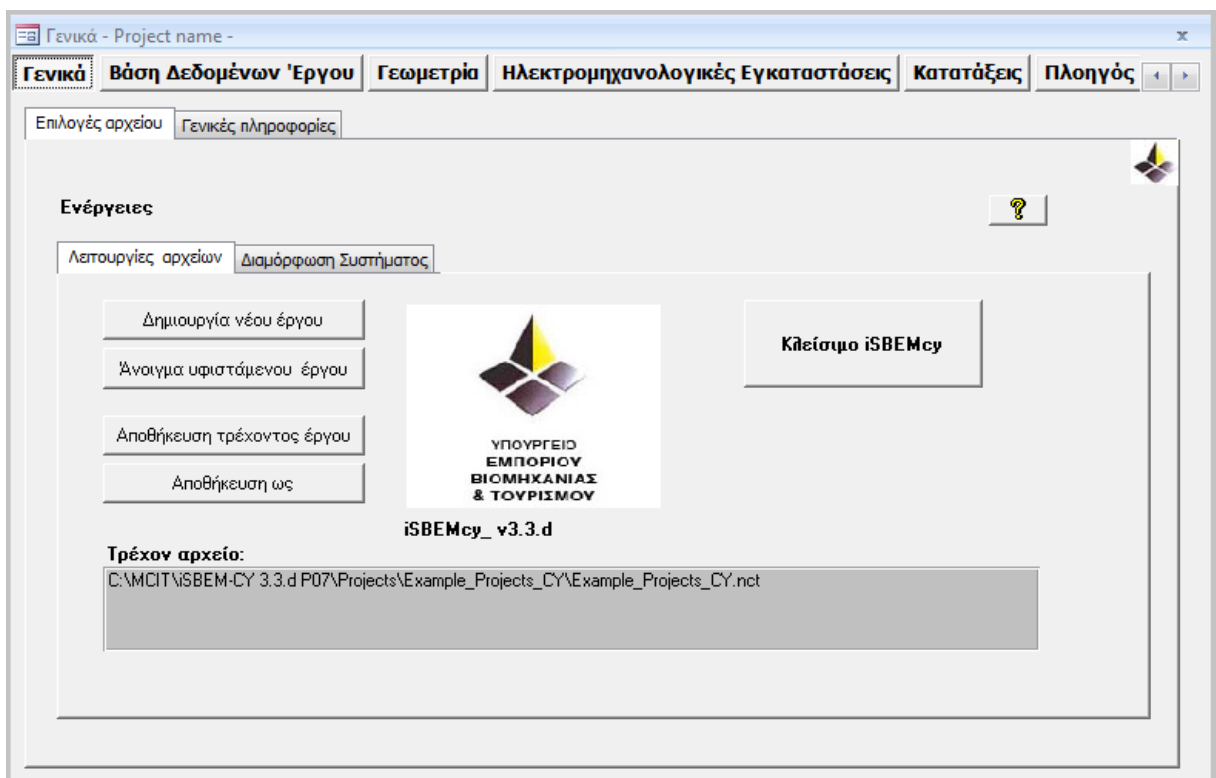 Γενικά - Project name -
Γενικά Βάση Δεδομένων 'Εργου Γεωμετρία Ηλεκτρομηχανολογικές Εγκαταστάσεις Κατατάξεις Πλοηγός
Επιλογές αρχείου Γενικές πληροφορίες
Ενέργειες
Λειτουργίες αρχείων Διαμόρφωση Συστήματος
Δημιουργία νέου έργου
Άνοιγμα υφιστάμενου έργου
Αποθήκευση τρέχοντος έργου
Αποθήκευση ως
ΥΠΟΥΡΓΕΙΟ
ΕΜΠΟΡΙΟΥ
ΒΙΟΜΗΧΑΝΙΑΣ
& ΤΟΥΡΙΣΜΟΥ
iSBEMcy_ v3.3.d
Κλείσιμο iSBEMcy
Τρέχον αρχείο:
C:\MCIT\iSBEM-CY 3.3.d P07\Projects\Example_Projects_CY\Example_Projects_CY.nct